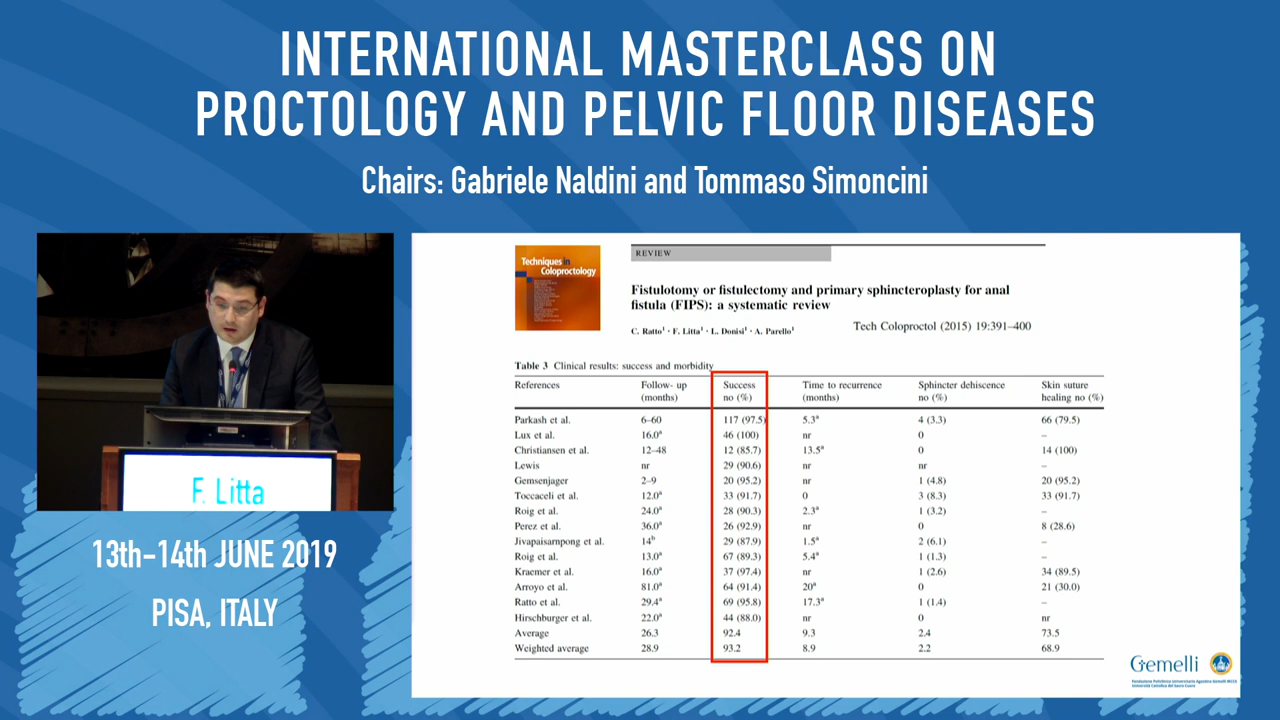 INTERNATIONAL MASTERCLASS ON
PROCTOLOGY AND PELVIC FLOOR DISEASES
Chairs: Gabriele Naldini and Tommaso Simoncini
F. Litta
13th-14th JUNE 2019
PISA, ITALY
Techniques in
Coloproctology
REVIEW
Fistulotomy or fistulectomy and primary sphincteroplasty for anal
fistula (FIPS): a systematic review
C. Ratto¹ · F. Litta¹ · L. Donisi¹ · A. Parello¹
Tech Coloproctol (2015) 19:391–400
Table 3 Clinical results: success and morbidity
References Follow- up (months) Success no (%) Time to recurrence (months) Sphincter dehiscence no (%) Skin suture healing no (%)
Parkash et al. 6–60 117 (97.5) 5.3ᵃ 4 (3.3) 66 (79.5)
Lux et al. 16.0ᵃ 46 (100) nr 0 –
Christiansen et al. 12–48 12 (85.7) 13.5ᵃ 0 14 (100)
Lewis nr 29 (90.6) nr nr –
Gemsenjager 2–9 20 (95.2) nr 1 (4.8) 20 (95.2)
Toccaceli et al. 12.0ᵃ 33 (91.7) 0 3 (8.3) 33 (91.7)
Roig et al. 24.0ᵃ 28 (90.3) 2.3ᵃ 1 (3.2) –
Perez et al. 36.0ᵃ 26 (92.9) nr 0 8 (28.6)
Jivapaisarnpong et al. 14ᵇ 29 (87.9) 1.5ᵃ 2 (6.1) –
Roig et al. 13.0ᵃ 67 (89.3) 5.4ᵃ 1 (1.3) –
Kraemer et al. 16.0ᵃ 37 (97.4) nr 1 (2.6) 34 (89.5)
Arroyo et al. 81.0ᵃ 64 (91.4) 20ᵃ 0 21 (30.0)
Ratto et al. 29.4ᵃ 69 (95.8) 17.3ᵃ 1 (1.4) –
Hirschburger et al. 22.0ᵃ 44 (88.0) nr 0 nr
Average 26.3 92.4 9.3 2.4 73.5
Weighted average 28.9 93.2 8.9 2.2 68.9
Gemelli
Fondazione Policlinico Universitario Agostino Gemelli IRCCS
Università Cattolica del Sacro Cuore